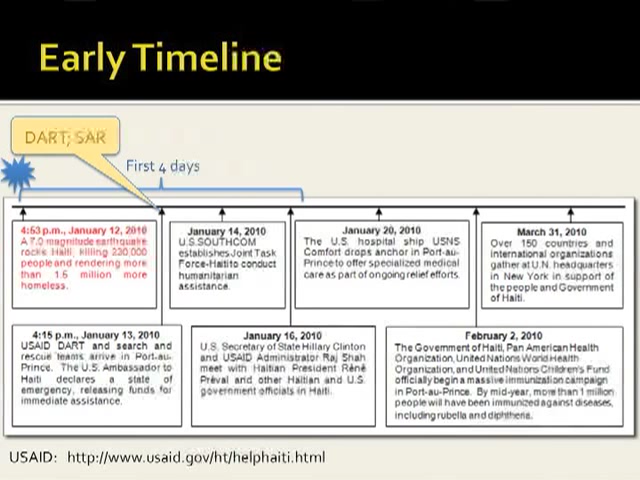 Early Timeline
DART; SAR
First 4 days
4:53 p.m., January 12, 2010
A 7.0 magnitude earthquake
rocks Haiti, killing 230,000
people and rendering more
than 1.5 million more
homeless.
January 14, 2010
U.S.SOUTHCOM
establishes Joint Task
Force-Haiti to conduct
humanitarian
assistance.
January 20, 2010
The U.S. hospital ship USNS
Comfort drops anchor in Port-au-
Prince to offer specialized medical
care as part of ongoing relief efforts.
March 31, 2010
Over 150 countries and
international organizations
gather at U.N. headquarters
in New York in support of
the people and Government
of Haiti.
4:15 p.m., January 13, 2010
USAID DART and search and
rescue teams arrive in Port-au-
Prince. The U.S. Ambassador to
Haiti declares a state of
emergency, releasing funds for
immediate assistance.
January 16, 2010
U.S. Secretary of State Hillary Clinton
and USAID Administrator Raj Shah
meet with Haitian President René
Préval and other Haitian and U.S.
government officials in Haiti.
February 2, 2010
The Government of Haiti, Pan American Health
Organization, United Nations World Health
Organization, and United Nations Children's Fund
officially begin a massive immunization campaign
in Port-au-Prince. By mid-year, more than 1 million
people will have been immunized against diseases,
including rubella and diphtheria.
USAID: http://www.usaid.gov/ht/helphaiti.html